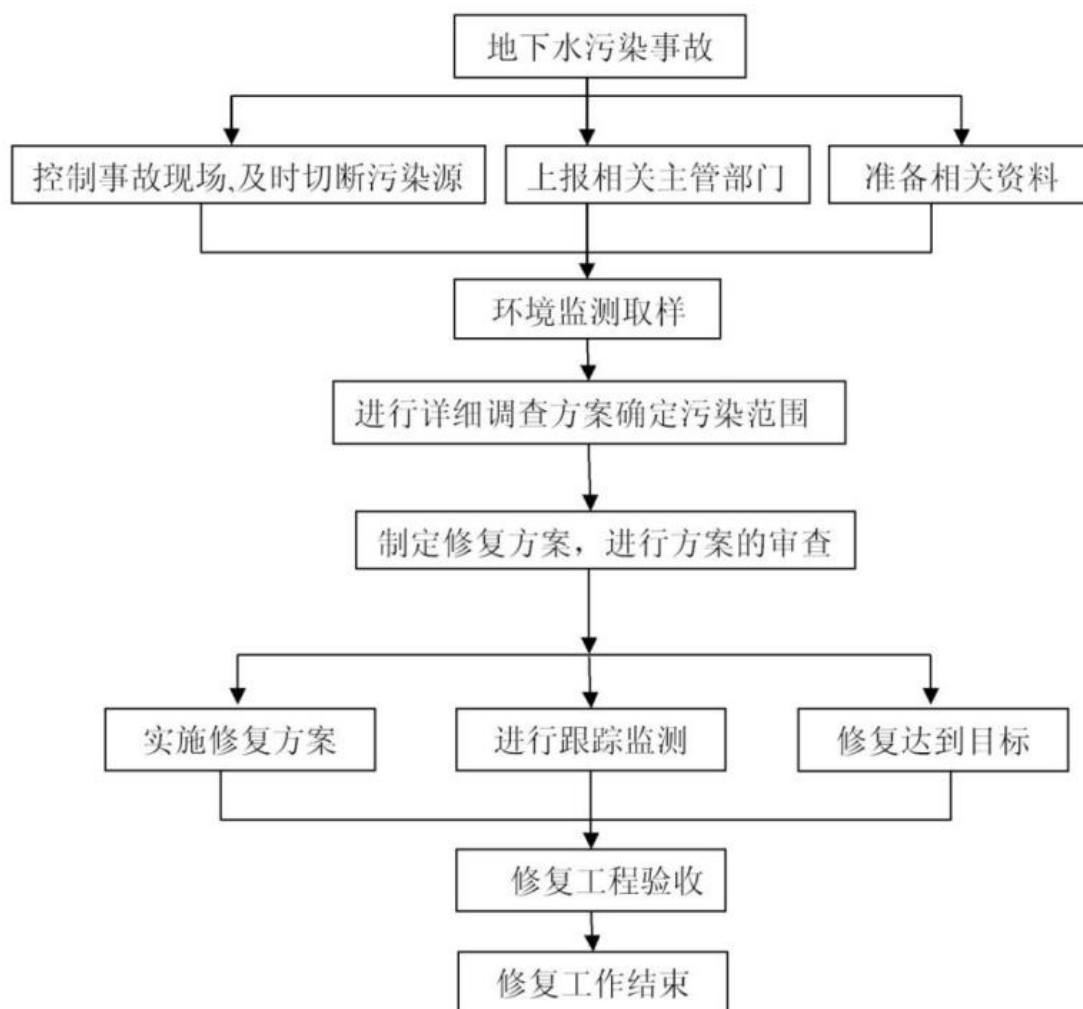 地下水污染事故
控制事故现场、及时切断污染源
上报相关主管部门
准备相关资料
环境监测取样
进行详细调查方案确定污染范围
制定修复方案，进行方案的审查
实施修复方案
进行跟踪监测
修复达到目标
修复工程验收
修复工作结束